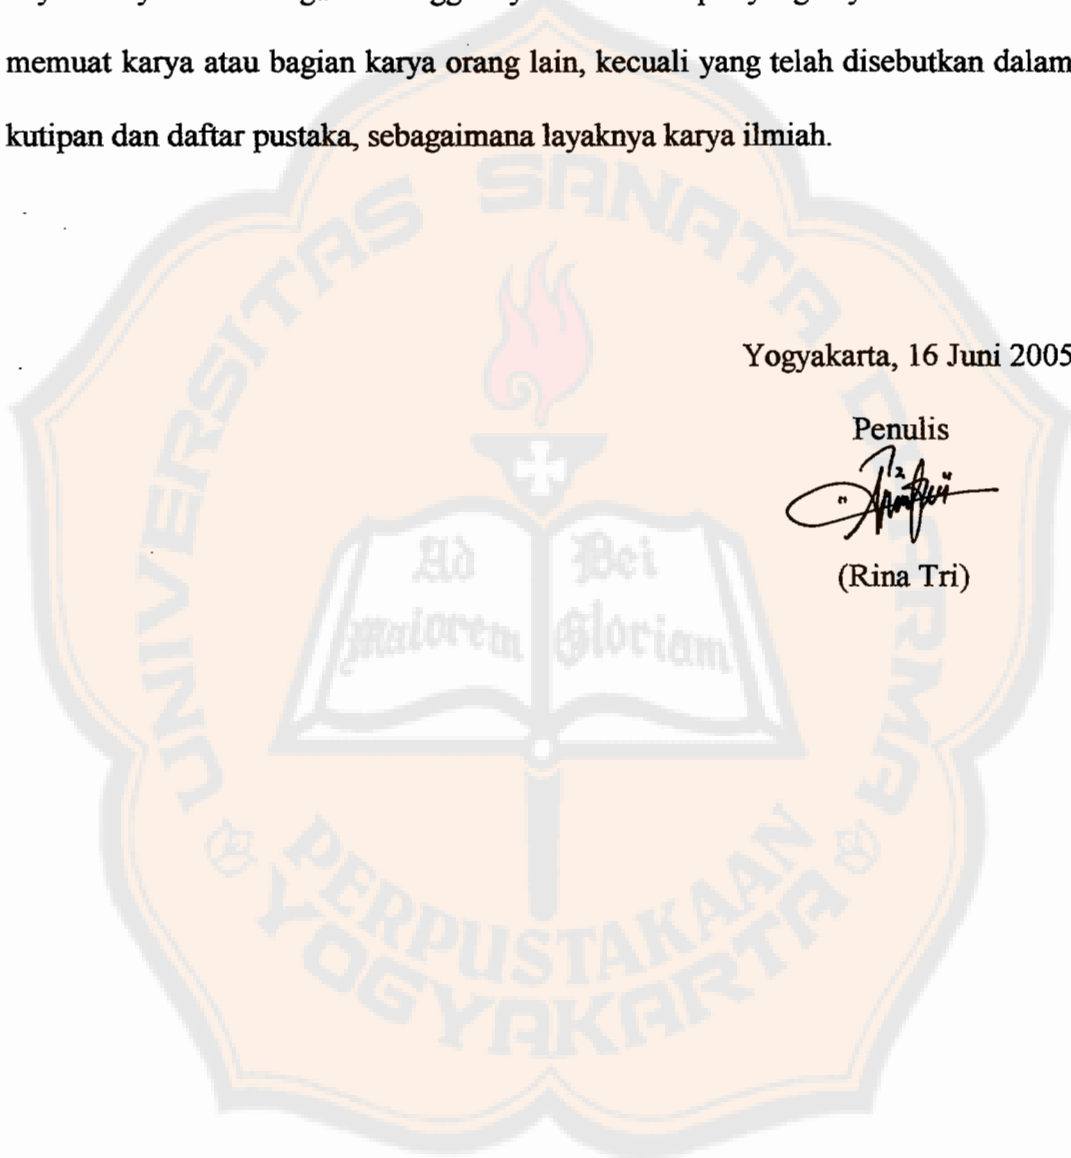 memuat karya atau bagian karya orang lain, kecuali yang telah disebutkan dalam
kutipan dan daftar pustaka, sebagaimana layaknya karya ilmiah.
UNIVERSITAS SANATA DHARMA
Yogyakarta, 16 Juni 2005
Penulis
(Rina Tri)
Ad
Dei
maiorem
Gloriam
PERPUSTAKAAN
YOGYAKARTA